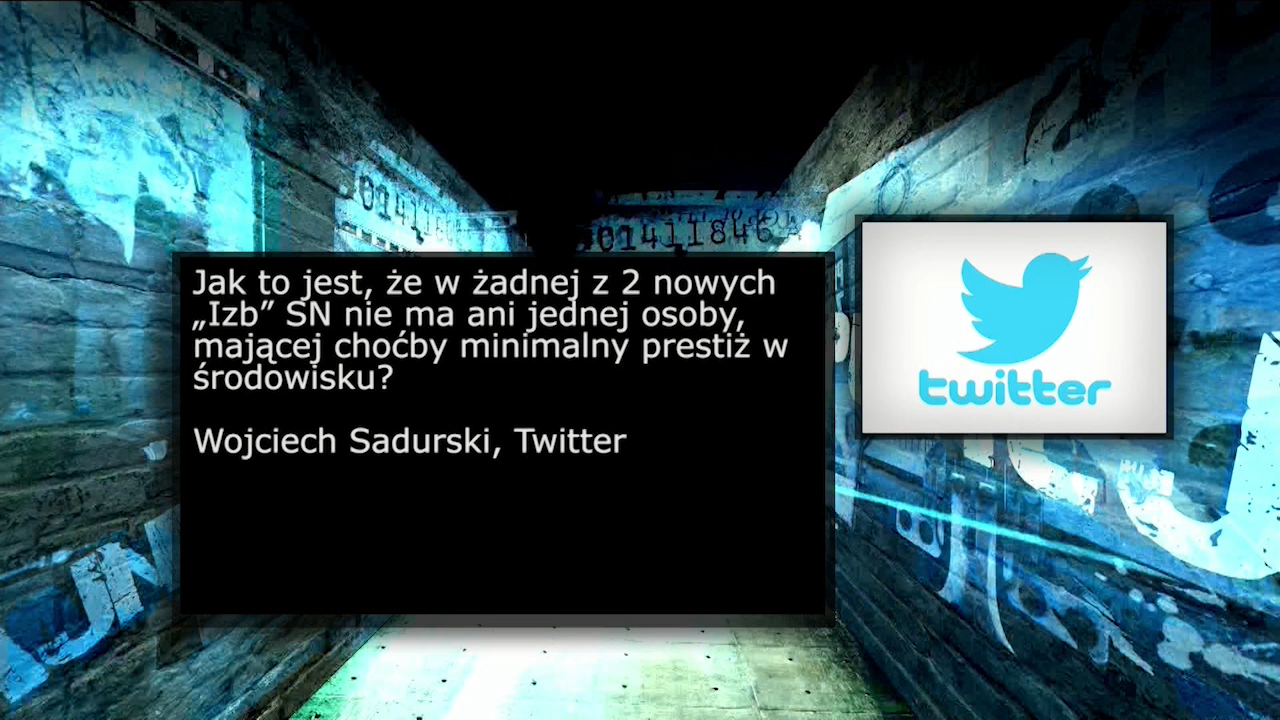 01411846
Jak to jest, że w żadnej z 2 nowych
„Izb” SN nie ma ani jednej osoby,
mającej choćby minimalny prestiż w
środowisku?
Wojciech Sadurski, Twitter
twitter